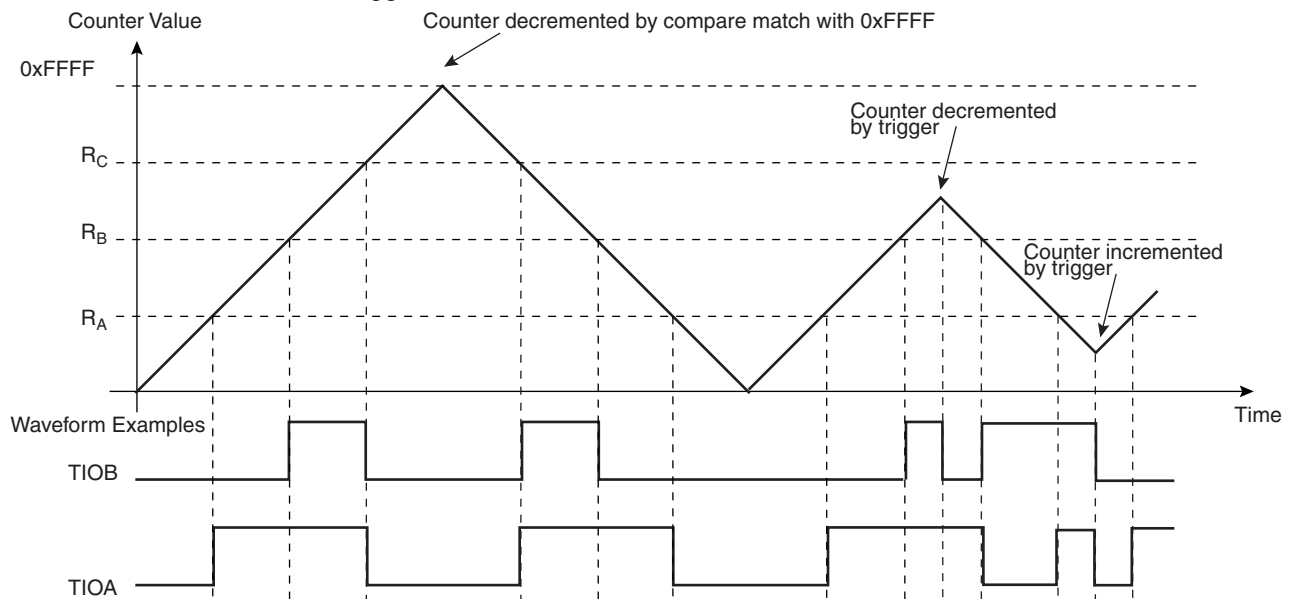 Counter Value
Counter decremented by compare match with 0xFFFF
0xFFFF
Counter decremented
by trigger
RC
RB
Counter incremented
by trigger
RA
Time
Waveform Examples
TIOB
TIOA